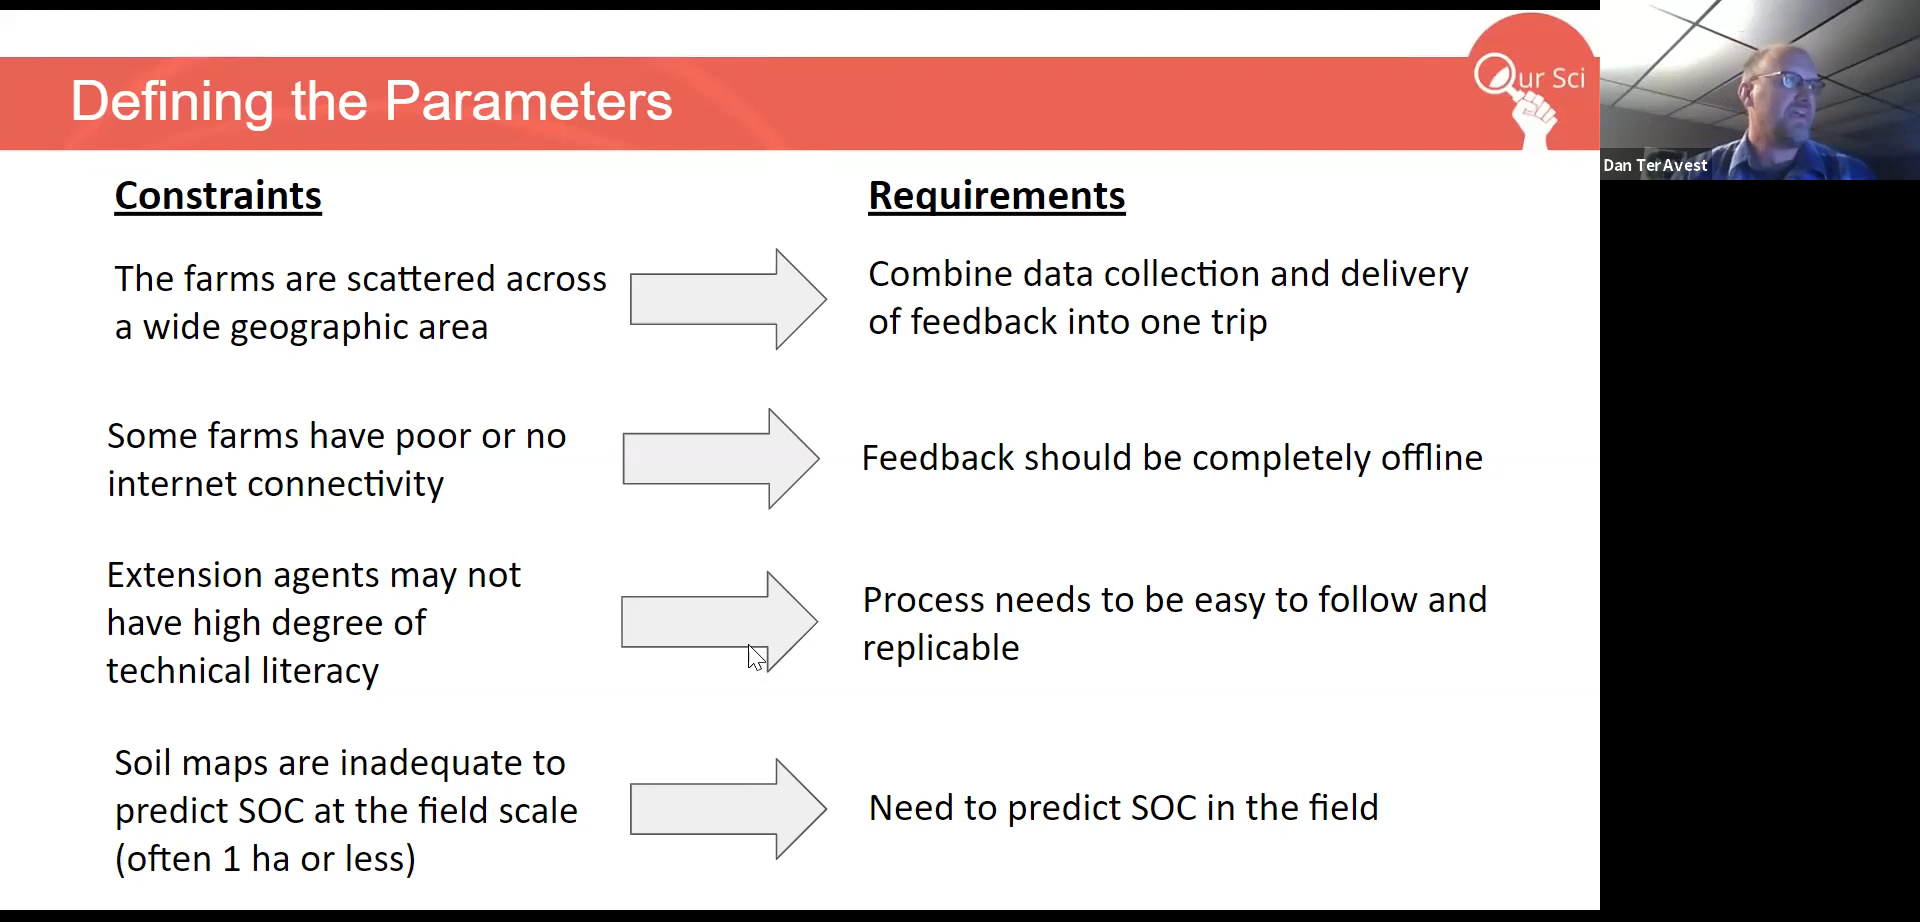 Defining the Parameters
Our Sci
Dan TerAvest
Constraints
Requirements
The farms are scattered across
a wide geographic area
Combine data collection and delivery
of feedback into one trip
Some farms have poor or no
internet connectivity
Feedback should be completely offline
Extension agents may not
have high degree of
technical literacy
Process needs to be easy to follow and
replicable
Soil maps are inadequate to
predict SOC at the field scale
(often 1 ha or less)
Need to predict SOC in the field